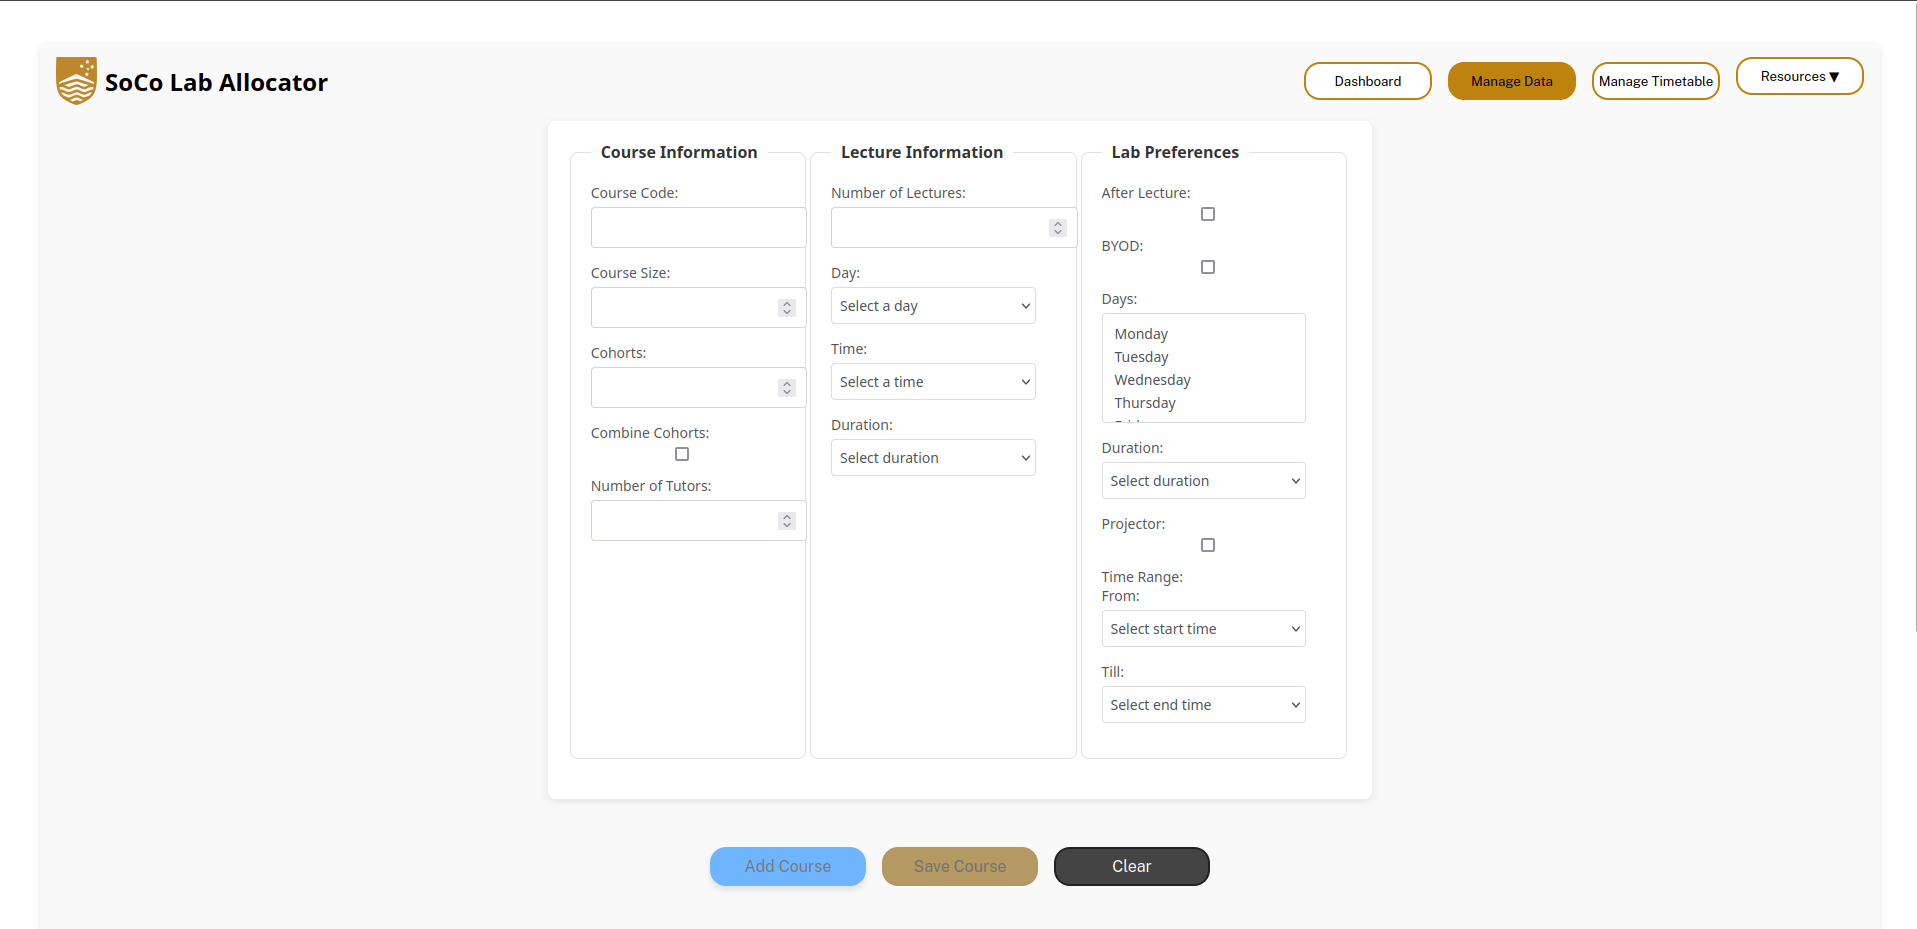 SoCo Lab Allocator
Dashboard
Manage Data
Manage Timetable
Resources ▼
Course Information
Course Code:
Course Size:
Cohorts:
Combine Cohorts:
Number of Tutors:
Lecture Information
Number of Lectures:
Day:
Select a day
Time:
Select a time
Duration:
Select duration
Lab Preferences
After Lecture:
BYOD:
Days:
Monday
Tuesday
Wednesday
Thursday
Duration:
Select duration
Projector:
Time Range:
From:
Select start time
Till:
Select end time
Add Course
Save Course
Clear